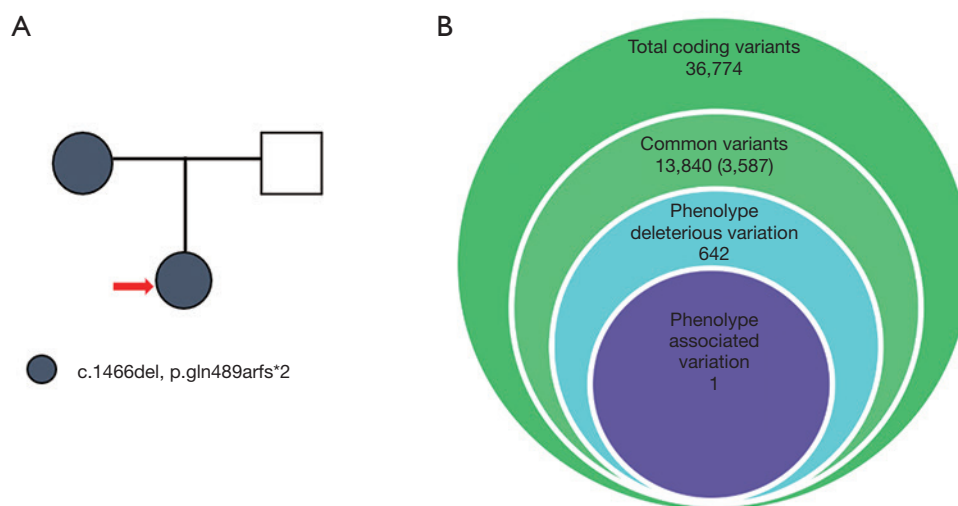 A
c.1466del, p.gln489arfs*2
B
Total coding variants
36,774
Common variants
13,840 (3,587)
Phenolype
deleterious variation
642
Phenolype
associated
variation
1